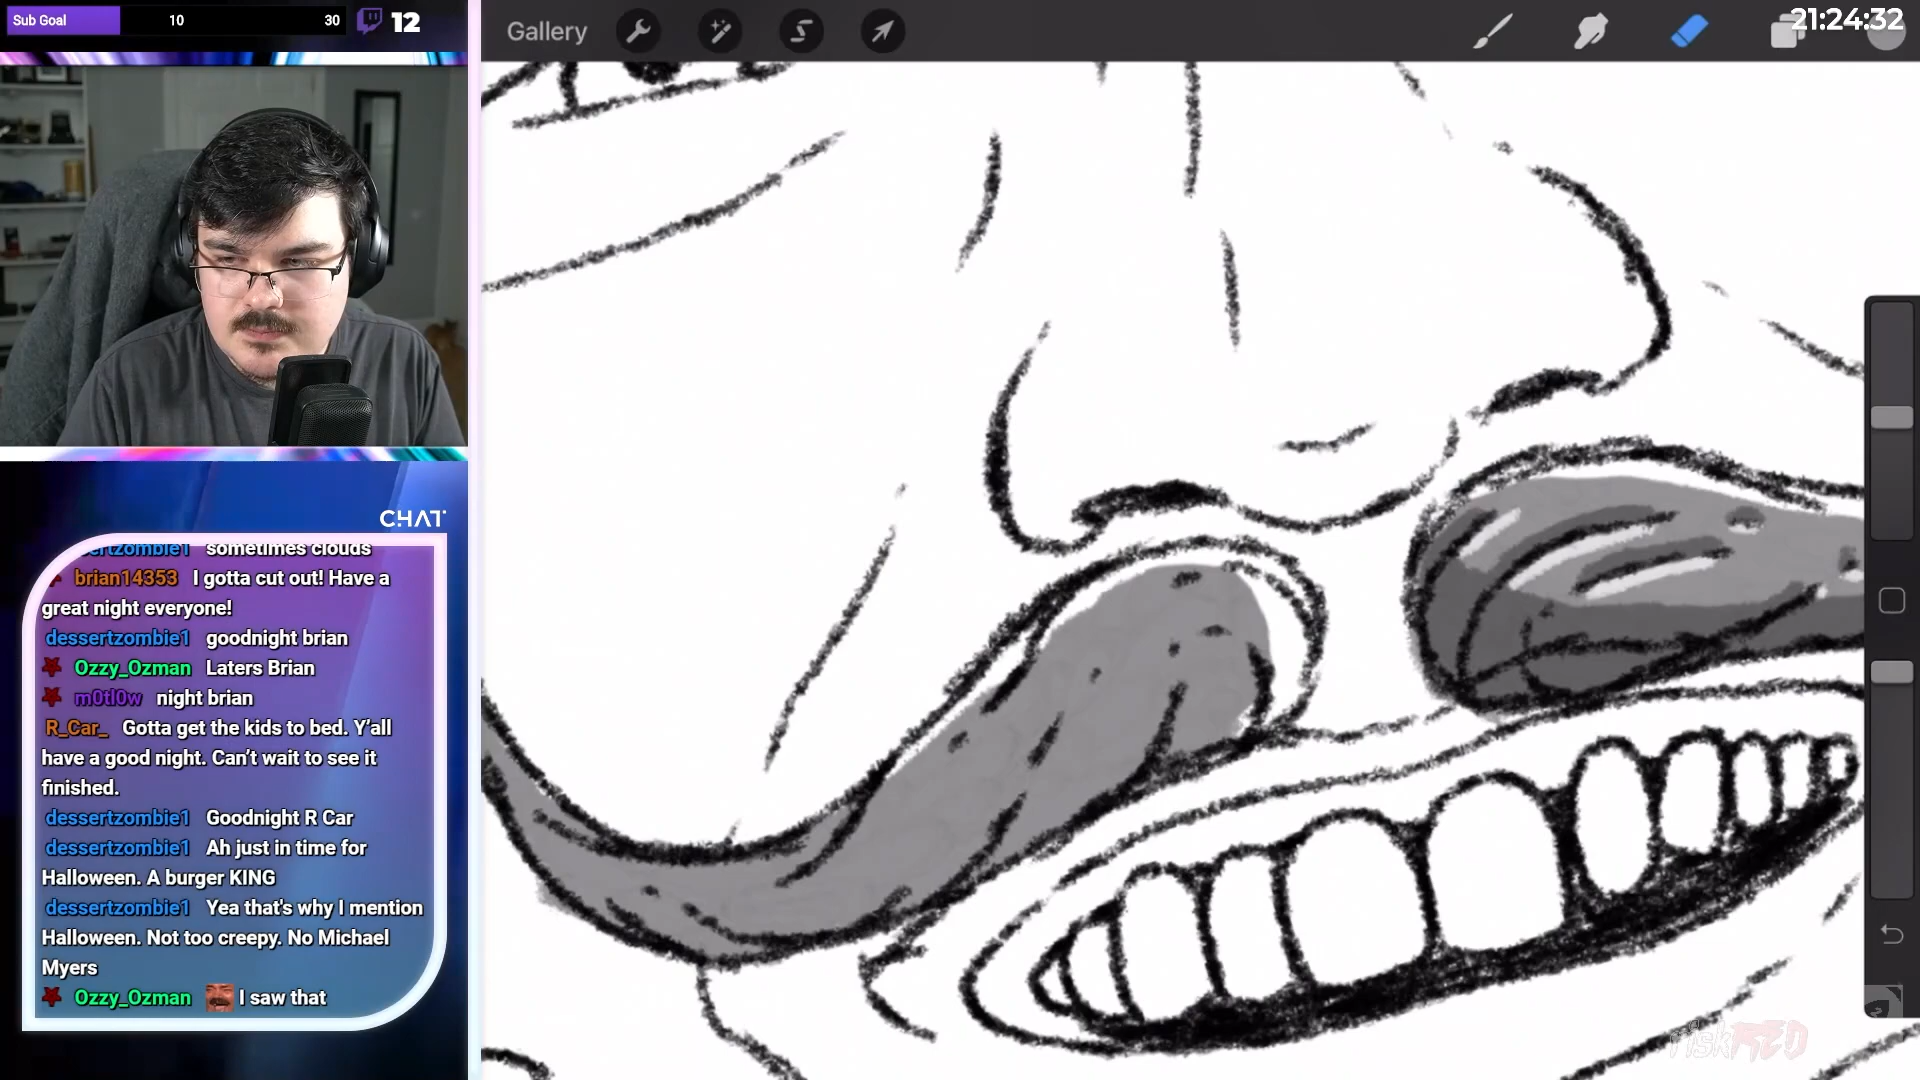 Sub Goal 10 30 12
Gallery
21:24:32
CHAT
sometimes clouds
brian14353 I gotta cut out! Have a
great night everyone!
dessertzombie1 goodnight brian
Ozzy_Ozman Laters Brian
m0tl0w night brian
R_Car_ Gotta get the kids to bed. Y'all
have a good night. Can't wait to see it
finished.
dessertzombie1 Goodnight R Car
dessertzombie1 Ah just in time for
Halloween. A burger KING
dessertzombie1 Yea that's why I mention
Halloween. Not too creepy. No Michael
Myers
Ozzy_Ozman I saw that